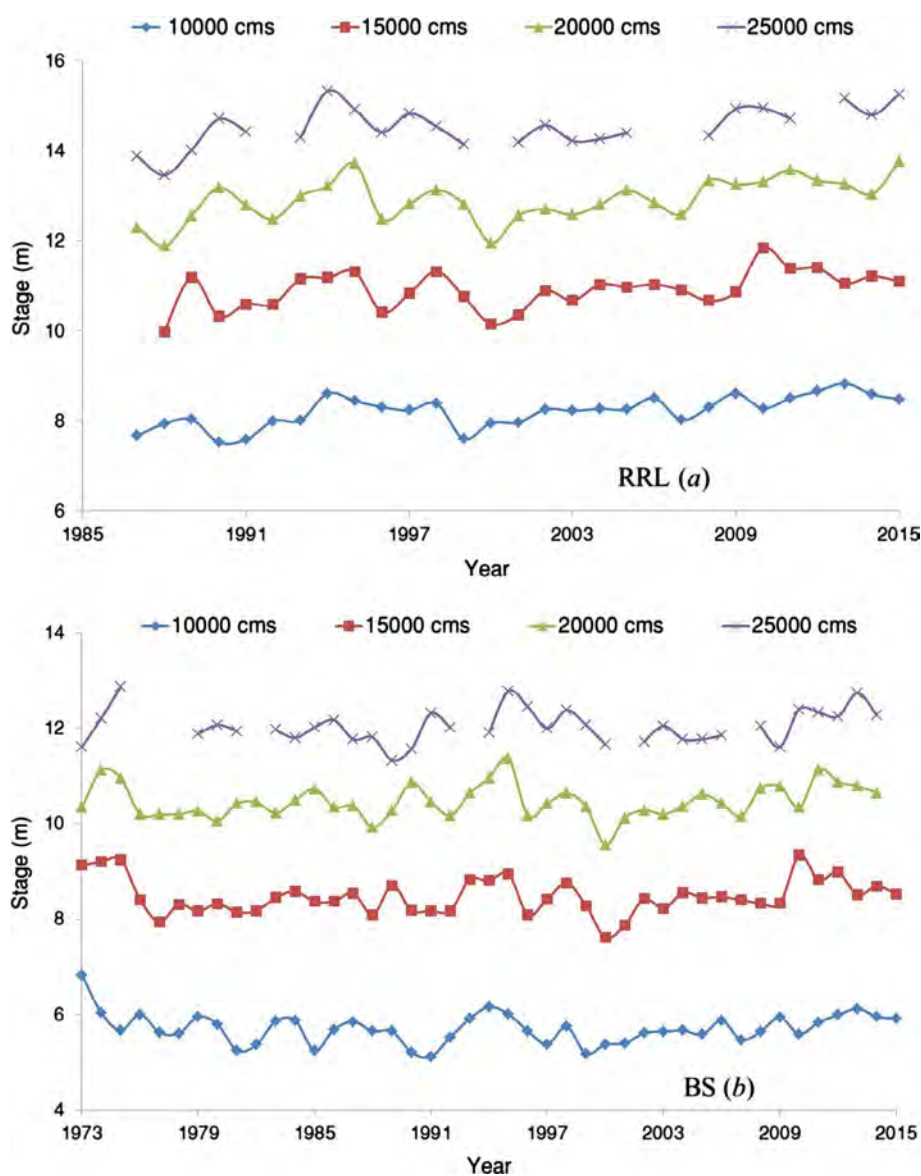 10000 cms 15000 cms 20000 cms 25000 cms
16
14
12
10
8
6
Stage (m)
RRL (a)
1985 1991 1997 2003 2009 2015
Year
10000 cms 15000 cms 20000 cms 25000 cms
14
12
10
8
6
4
Stage (m)
BS (b)
1973 1979 1985 1991 1997 2003 2009 2015
Year